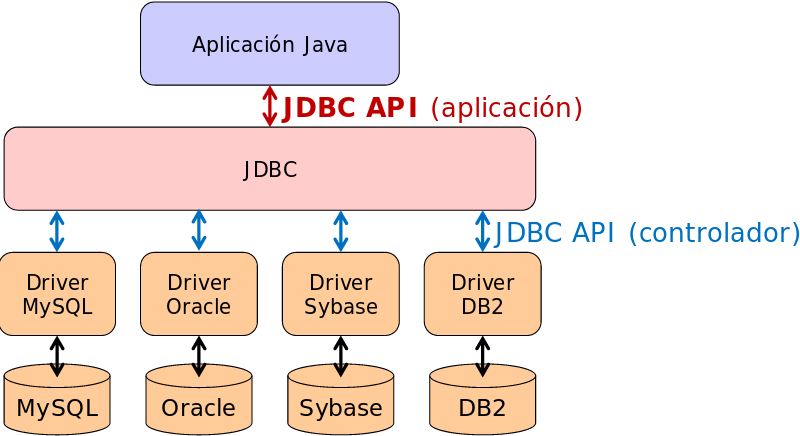 Aplicación Java
JDBC API (aplicación)
JDBC
JDBC API (controlador)
Driver
MySQL
Driver
Oracle
Driver
Sybase
Driver
DB2
MySQL
Oracle
Sybase
DB2